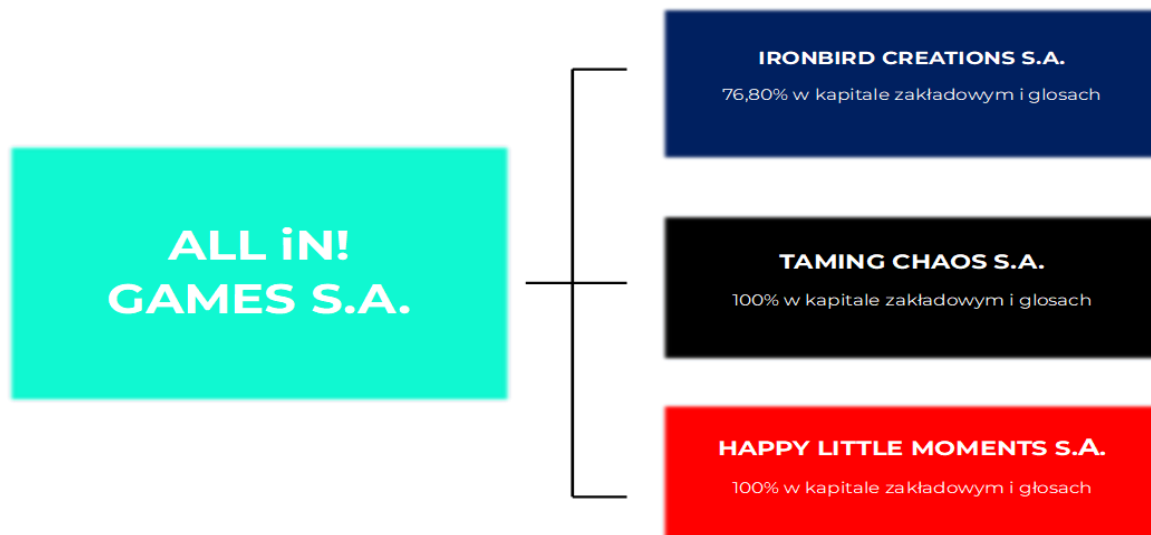 ALL iN!
GAMES S.A.
IRONBIRD CREATIONS S.A.
76,80% w kapitale zakładowym i glosach
TAMING CHAOS S.A.
100% w kapitale zakładowym i glosach
HAPPY LITTLE MOMENTS S.A.
100% w kapitale zakładowym i głosach